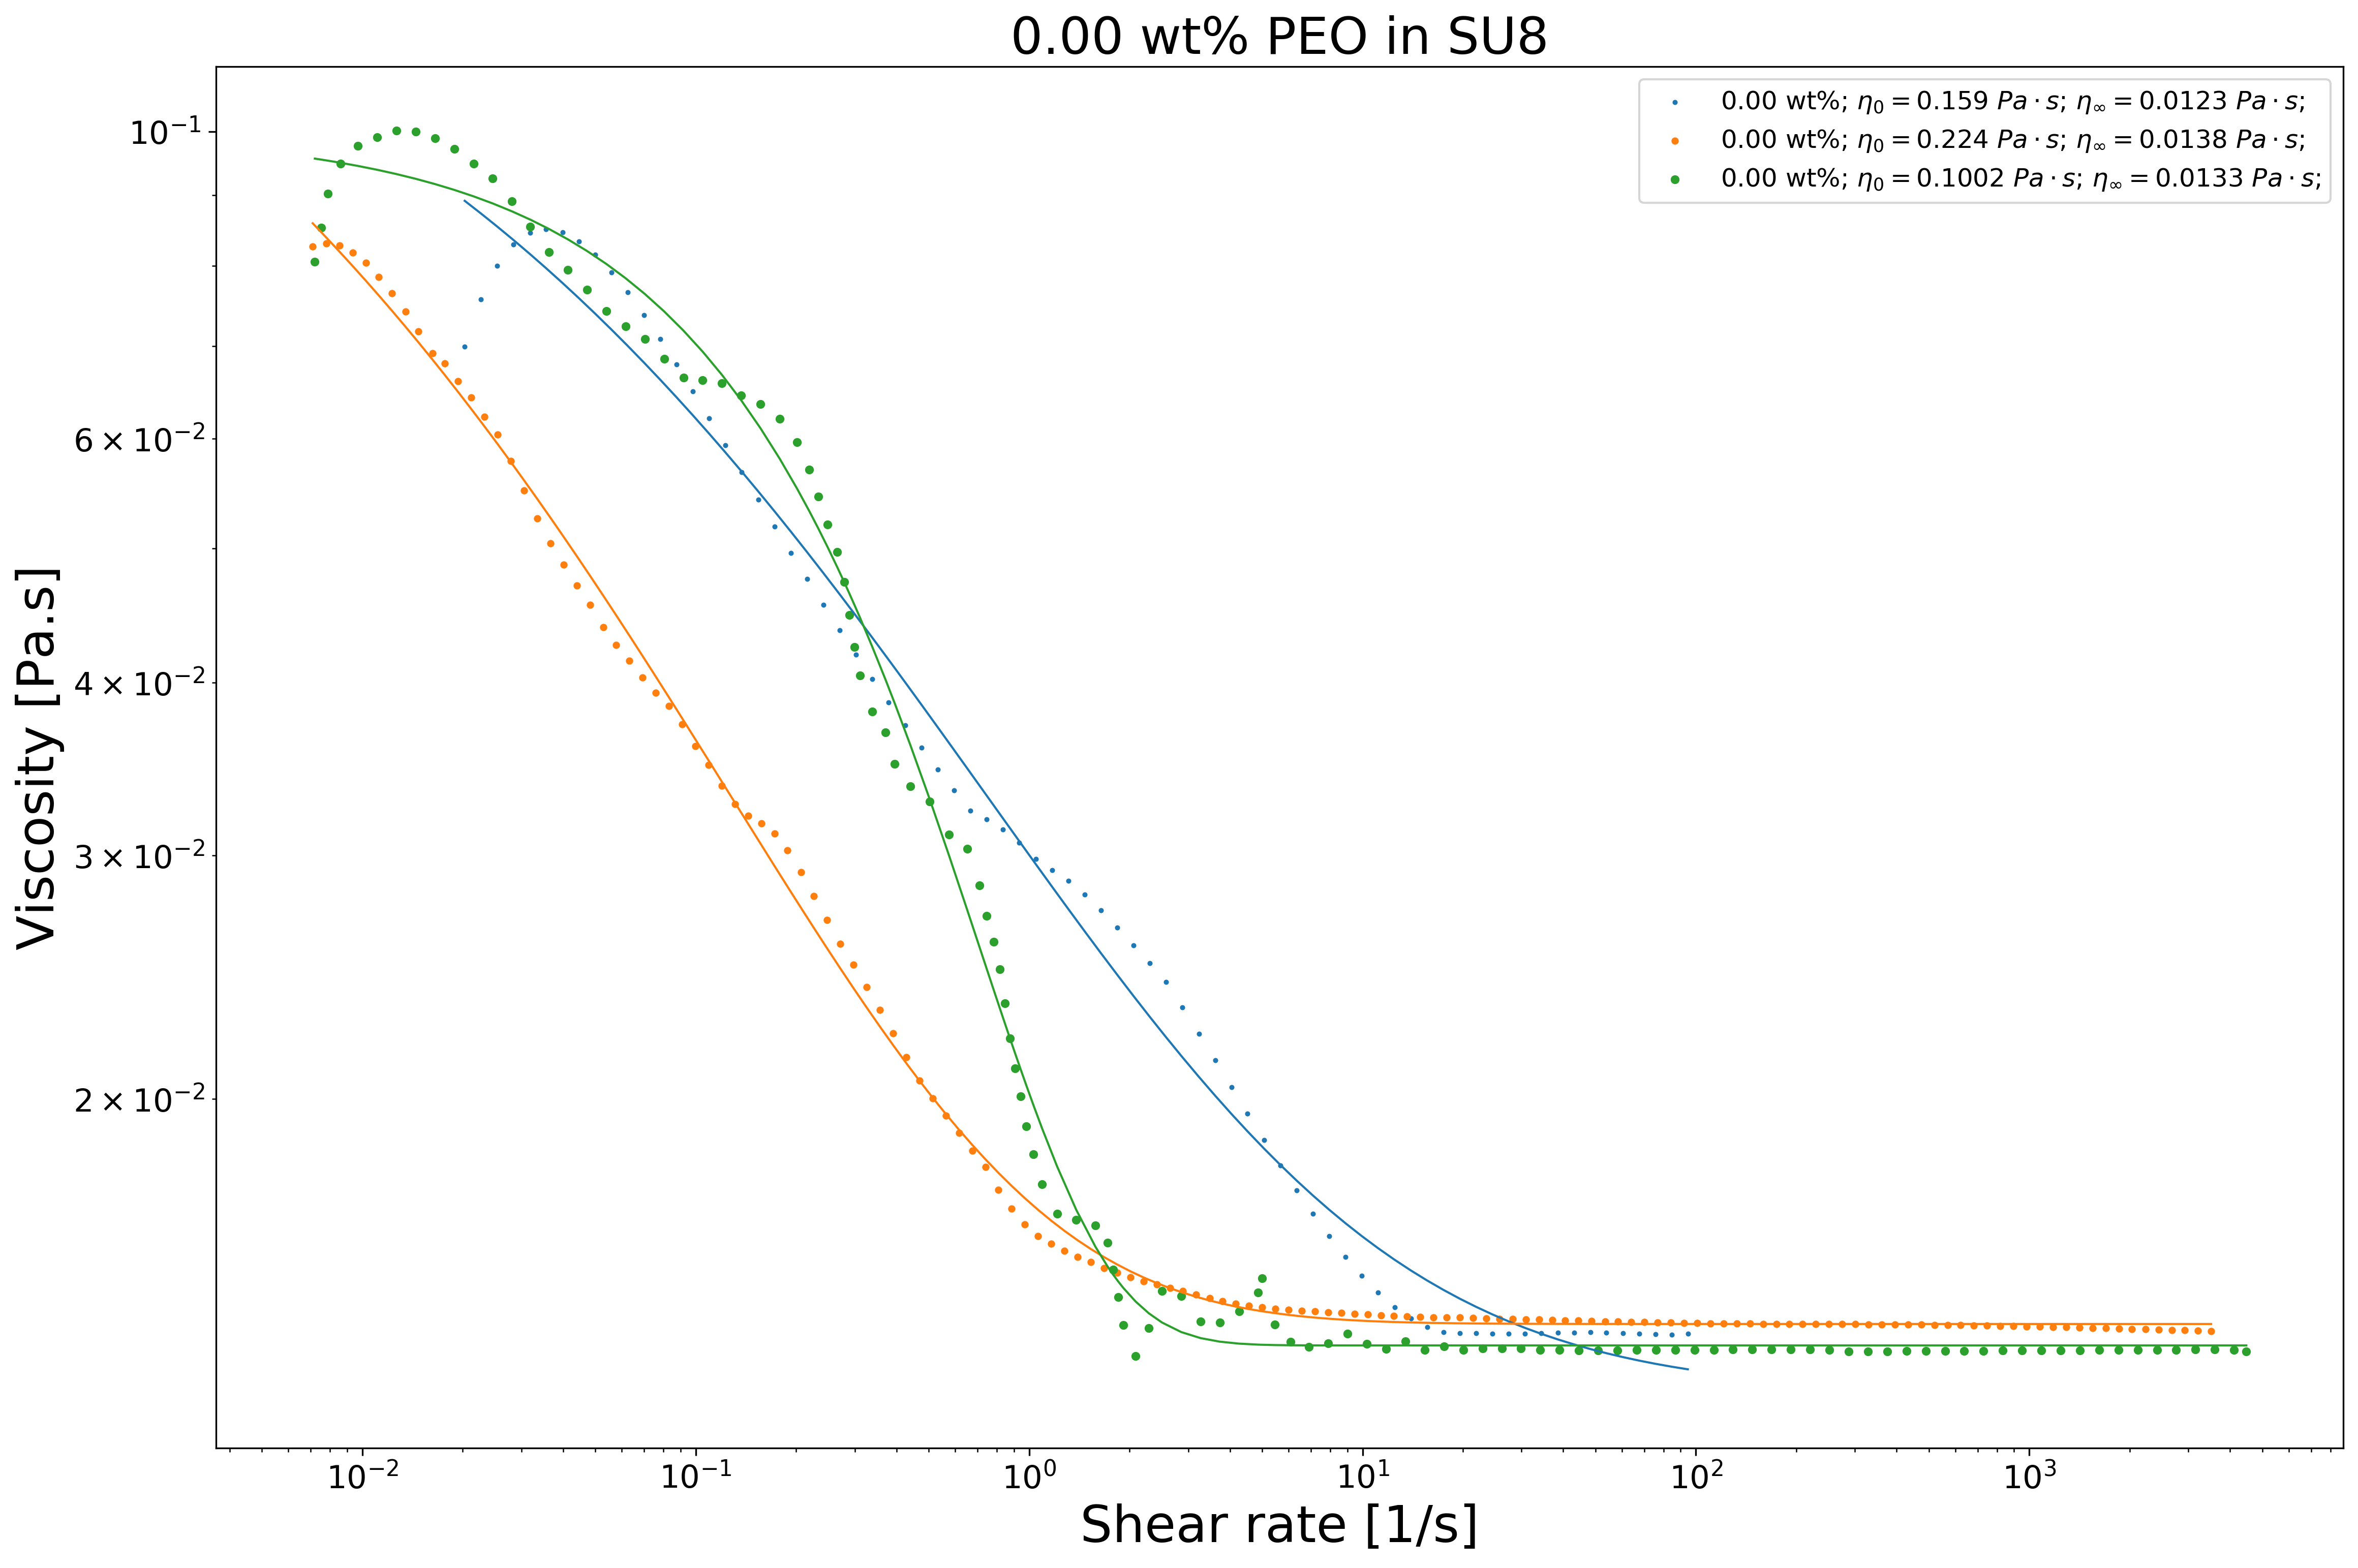 0.00 wt% PEO in SU8
0.00 wt%; η₀ = 0.159 Pa · s; η∞ = 0.0123 Pa · s;
0.00 wt%; η₀ = 0.224 Pa · s; η∞ = 0.0138 Pa · s;
0.00 wt%; η₀ = 0.1002 Pa · s; η∞ = 0.0133 Pa · s;
Viscosity [Pa.s]
10⁻¹
6 × 10⁻²
4 × 10⁻²
3 × 10⁻²
2 × 10⁻²
10⁻² 10⁻¹ 10⁰ 10¹ 10² 10³
Shear rate [1/s]